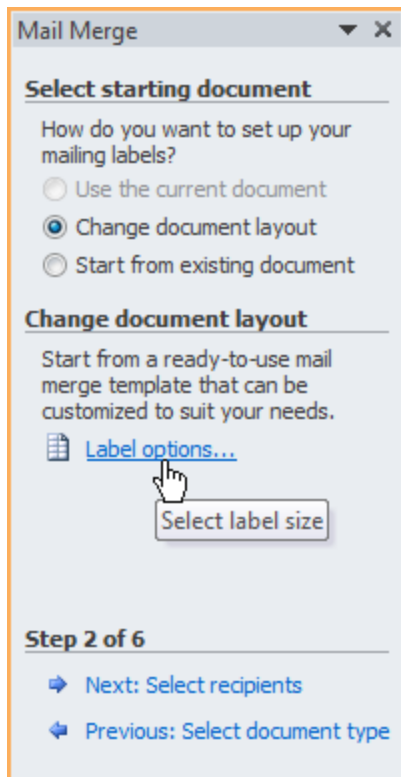 Mail Merge
Select starting document
How do you want to set up your
mailing labels?
Use the current document
Change document layout
Start from existing document
Change document layout
Start from a ready-to-use mail
merge template that can be
customized to suit your needs.
Label options...
Select label size
Step 2 of 6
Next: Select recipients
Previous: Select document type